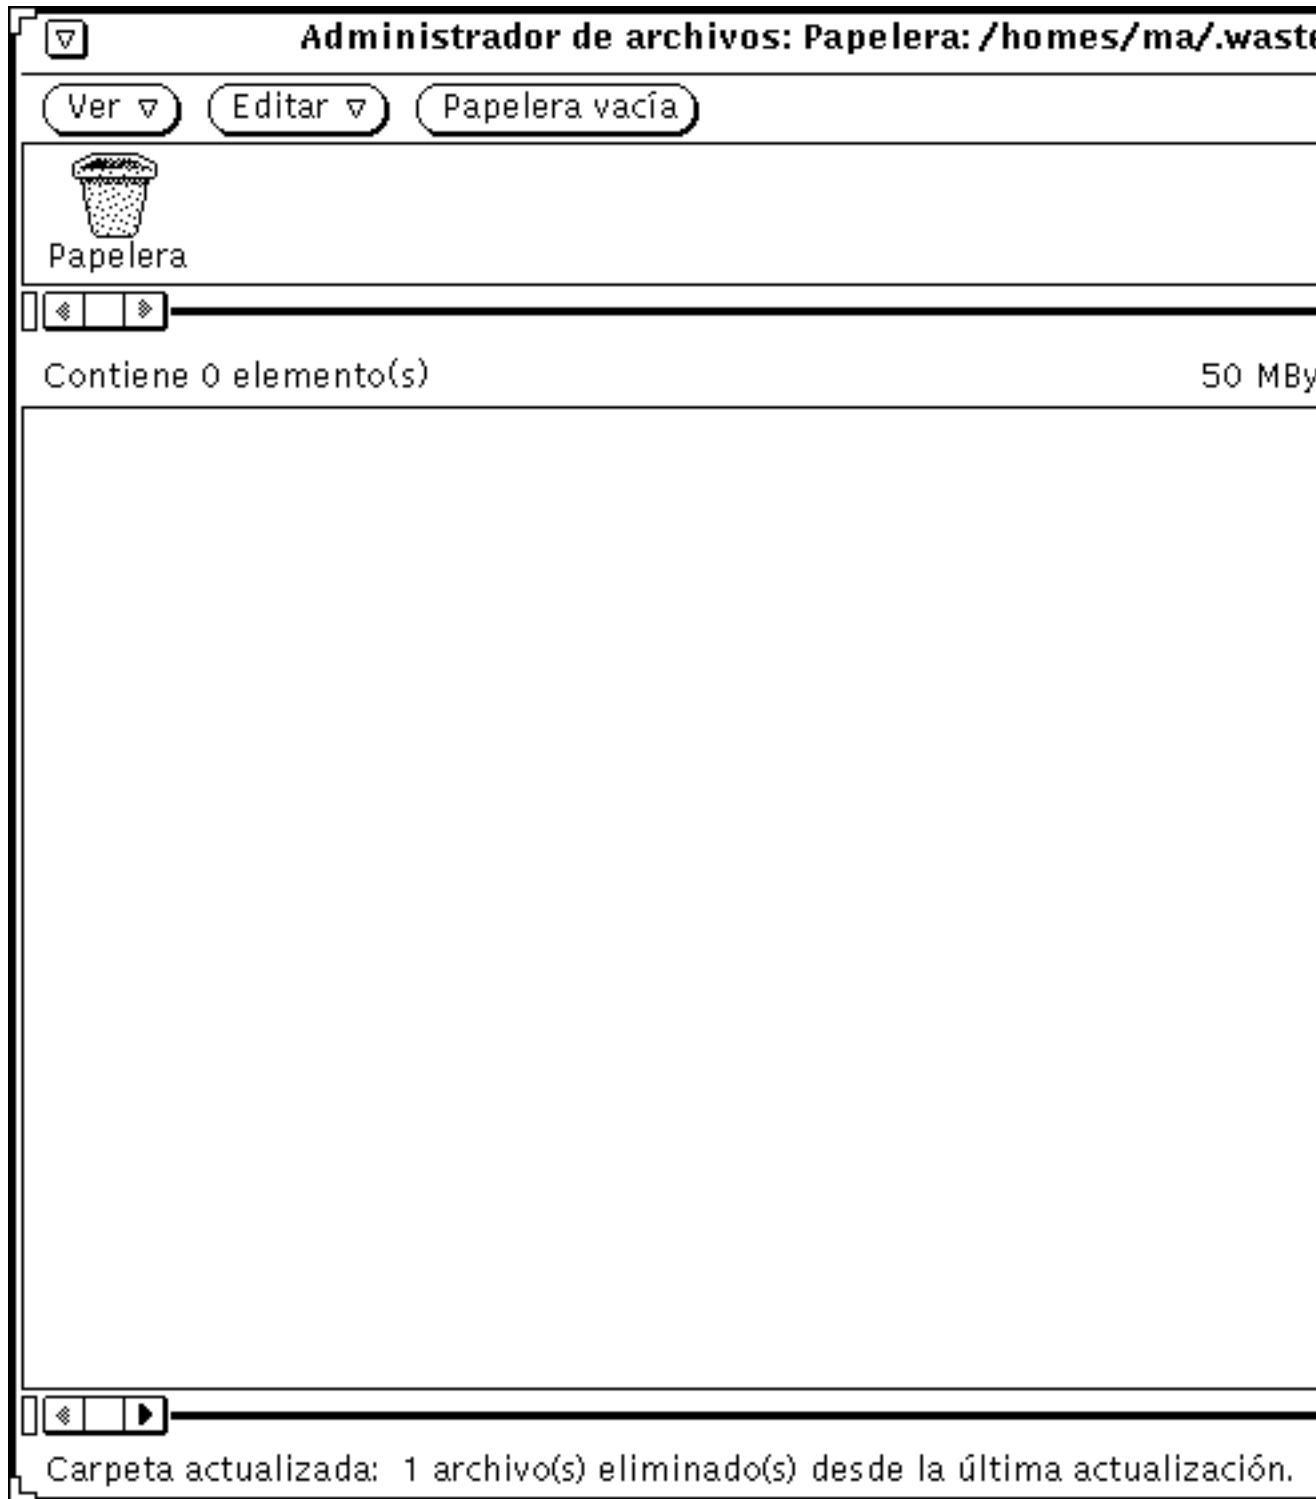 Administrador de archivos: Papelera: /homes/ma/.waste
Ver Editar Papelera vacía
Papelera
Contiene 0 elemento(s) 50 MBy
Carpeta actualizada: 1 archivo(s) eliminado(s) desde la última actualización.